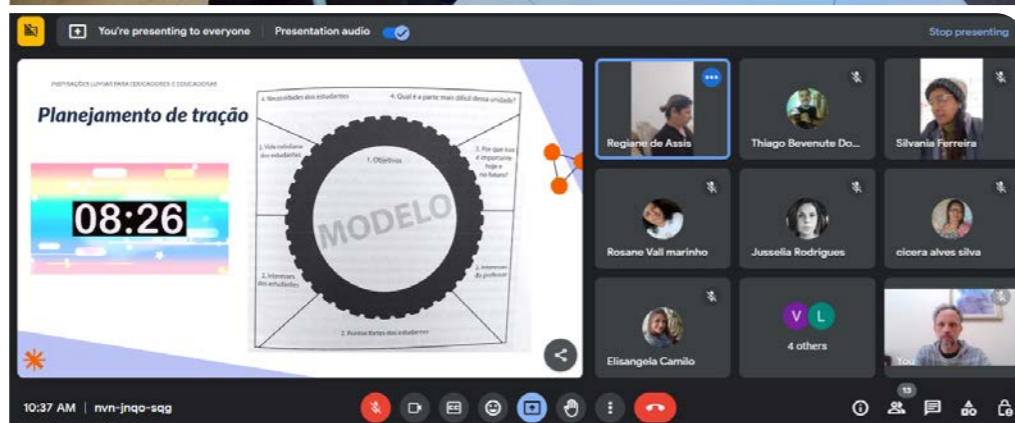 You're presenting to everyone
Presentation audio
Stop presenting
INSPIRAÇÕES LUVIAS PARA EDUCADORES E EDUCADORAS
Planejamento de tração
08:26
4. Necessidades dos estudantes
4. Qual é a parte mais difícil dessa unidade?
3. Vida cotidiana
dos estudantes
1. Objetivos
3. Por que isso
é importante
hoje e
no futuro?
MODELO
2. Interesses
dos estudantes
2. Interesses
do professor
2. Pontos fortes dos estudantes
Regiane de Assis
Thiago Bevenute Do...
Silvania Ferreira
Rosane Vall marinho
Jusselia Rodrigues
cicera alves silva
Elisangela Camilo
V
L
4 others
You
10:37 AM | nvn-jnqo-sqg
CC
13